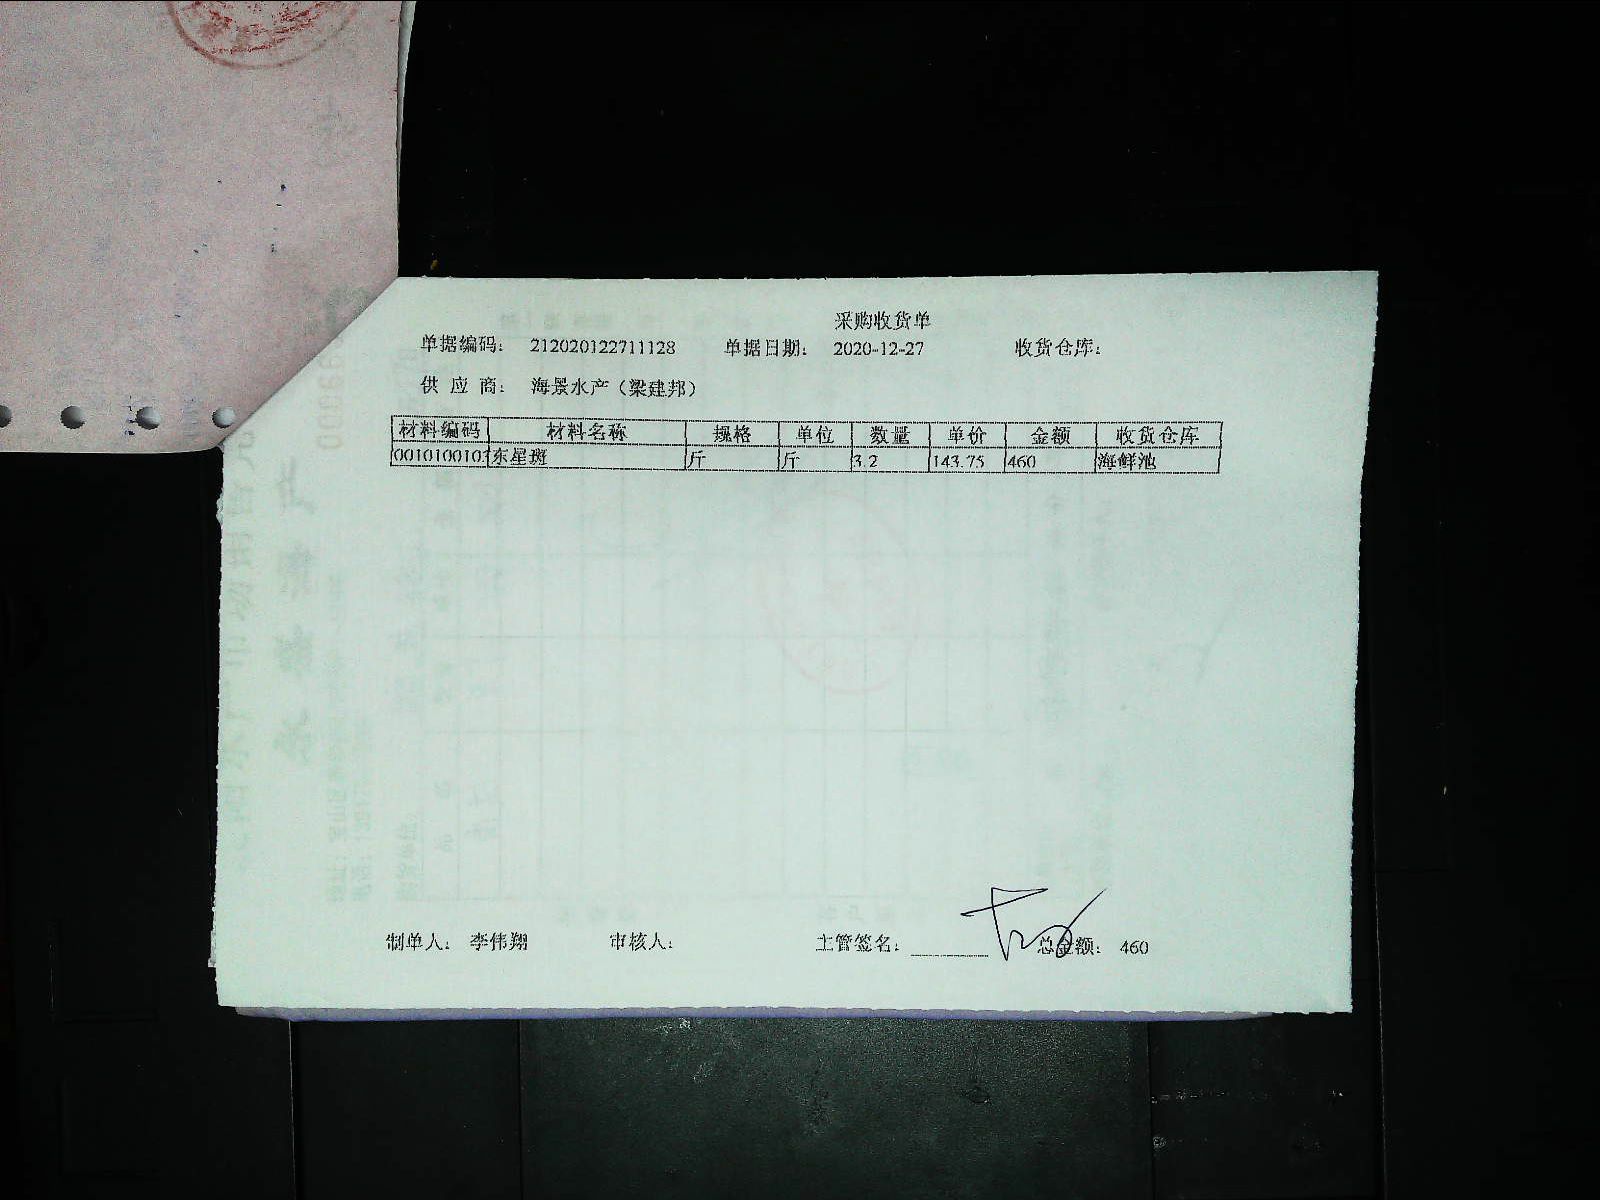 采购收货单
单据编码： 212020122711128 单据日期： 2020-12-27 收货仓库：
供 应 商： 海景水产（梁建邦）
材料编码 材料名称 规格 单位 数量 单价 金额 收货仓库
001010010 东星斑 斤 斤 3.2 143.75 460 海鲜池
制单人： 李伟翔 审核人： 主管签名： 总金额： 460